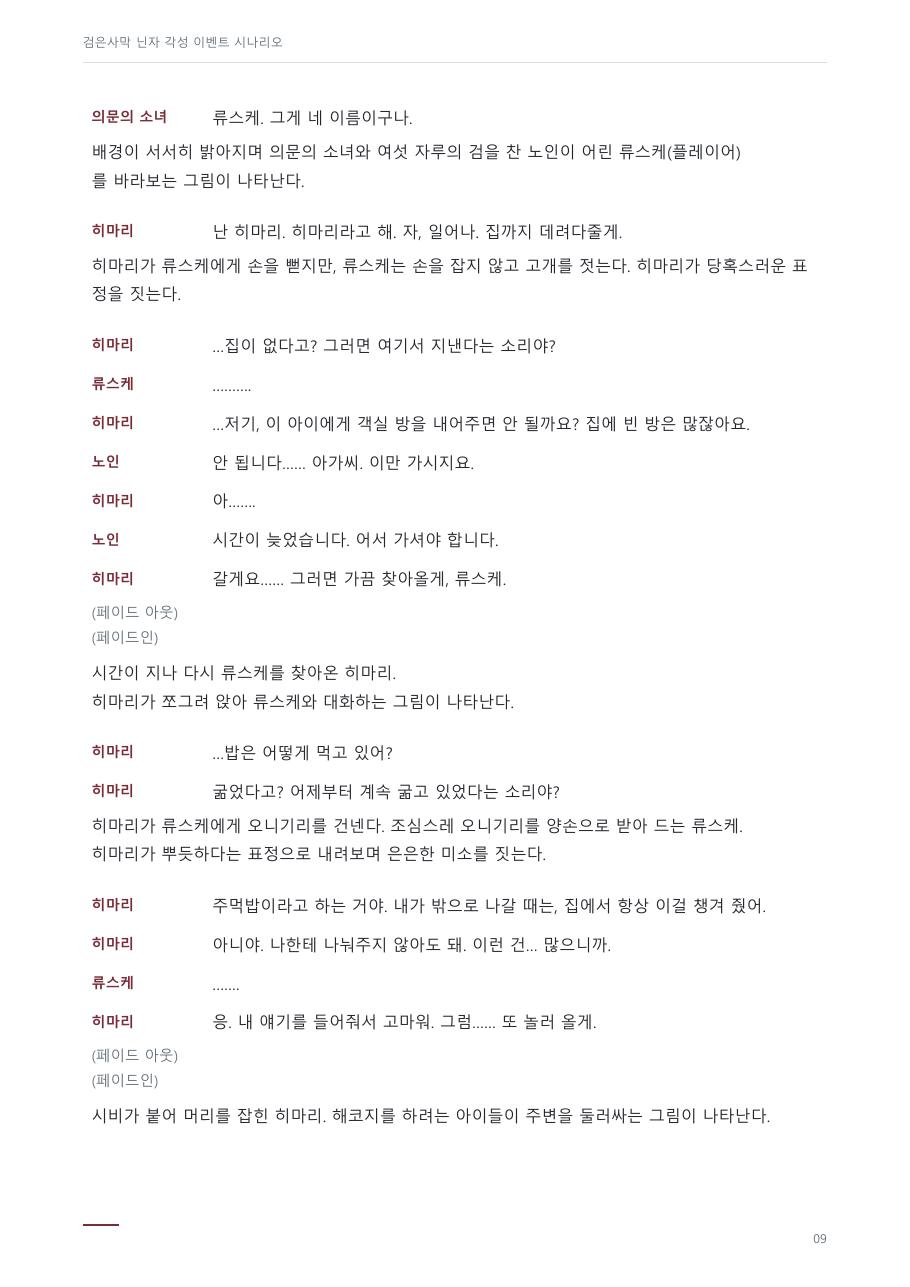 검은사막 닌자 각성 이벤트 시나리오
의문의 소녀 류스케. 그게 네 이름이구나.
배경이 서서히 밝아지며 의문의 소녀와 여섯 자루의 검을 찬 노인이 어린 류스케(플레이어)
를 바라보는 그림이 나타난다.
히마리 난 히마리. 히마리라고 해. 자, 일어나. 집까지 데려다줄게.
히마리가 류스케에게 손을 뻗지만, 류스케는 손을 잡지 않고 고개를 젓는다. 히마리가 당혹스러운 표
정을 짓는다.
히마리 ...집이 없다고? 그러면 여기서 지낸다는 소리야?
류스케 ..........
히마리 ...저기, 이 아이에게 객실 방을 내어주면 안 될까요? 집에 빈 방은 많잖아요.
노인 안 됩니다...... 아가씨. 이만 가시지요.
히마리 아.......
노인 시간이 늦었습니다. 어서 가셔야 합니다.
히마리 갈게요...... 그러면 가끔 찾아올게, 류스케.
(페이드 아웃)
(페이드인)
시간이 지나 다시 류스케를 찾아온 히마리.
히마리가 쪼그려 앉아 류스케와 대화하는 그림이 나타난다.
히마리 ...밥은 어떻게 먹고 있어?
히마리 굶었다고? 어제부터 계속 굶고 있었다는 소리야?
히마리가 류스케에게 오니기리를 건넨다. 조심스레 오니기리를 양손으로 받아 드는 류스케.
히마리가 뿌듯하다는 표정으로 내려보며 은은한 미소를 짓는다.
히마리 주먹밥이라고 하는 거야. 내가 밖으로 나갈 때는, 집에서 항상 이걸 챙겨 줬어.
히마리 아니야. 나한테 나눠주지 않아도 돼. 이런 건... 많으니까.
류스케 .......
히마리 응. 내 얘기를 들어줘서 고마워. 그럼...... 또 놀러 올게.
(페이드 아웃)
(페이드인)
시비가 붙어 머리를 잡힌 히마리. 해코지를 하려는 아이들이 주변을 둘러싸는 그림이 나타난다.
09